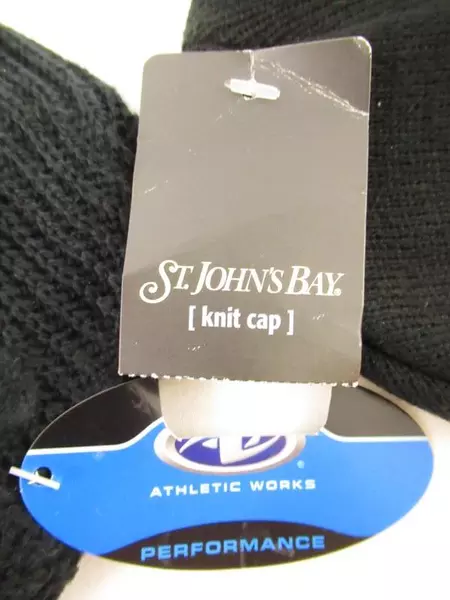 ST. JOHN'S BAY®
[ knit cap ]
ATHLETIC WORKS®
PERFORMANCE